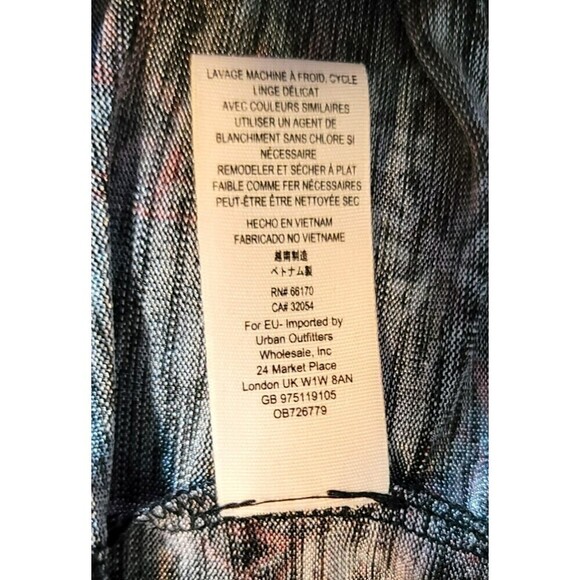 LAVAGE MACHINE À FROID, CYCLE
LINGE DÉLICAT
AVEC COULEURS SIMILAIRES
UTILISER UN AGENT DE
BLANCHIMENT SANS CHLORE SI
NÉCESSAIRE
REMODELER ET SÉCHER À PLAT
FAIBLE COMME FER NÉCESSAIRES
PEUT-ÊTRE ÊTRE NETTOYÉE SEC
HECHO EN VIETNAM
FABRICADO NO VIETNAME
越南制造
ベトナム製
RN# 66170
CA# 32054
For EU- Imported by
Urban Outfitters
Wholesale, Inc
24 Market Place
London UK W1W 8AN
GB 975119105
OB726779